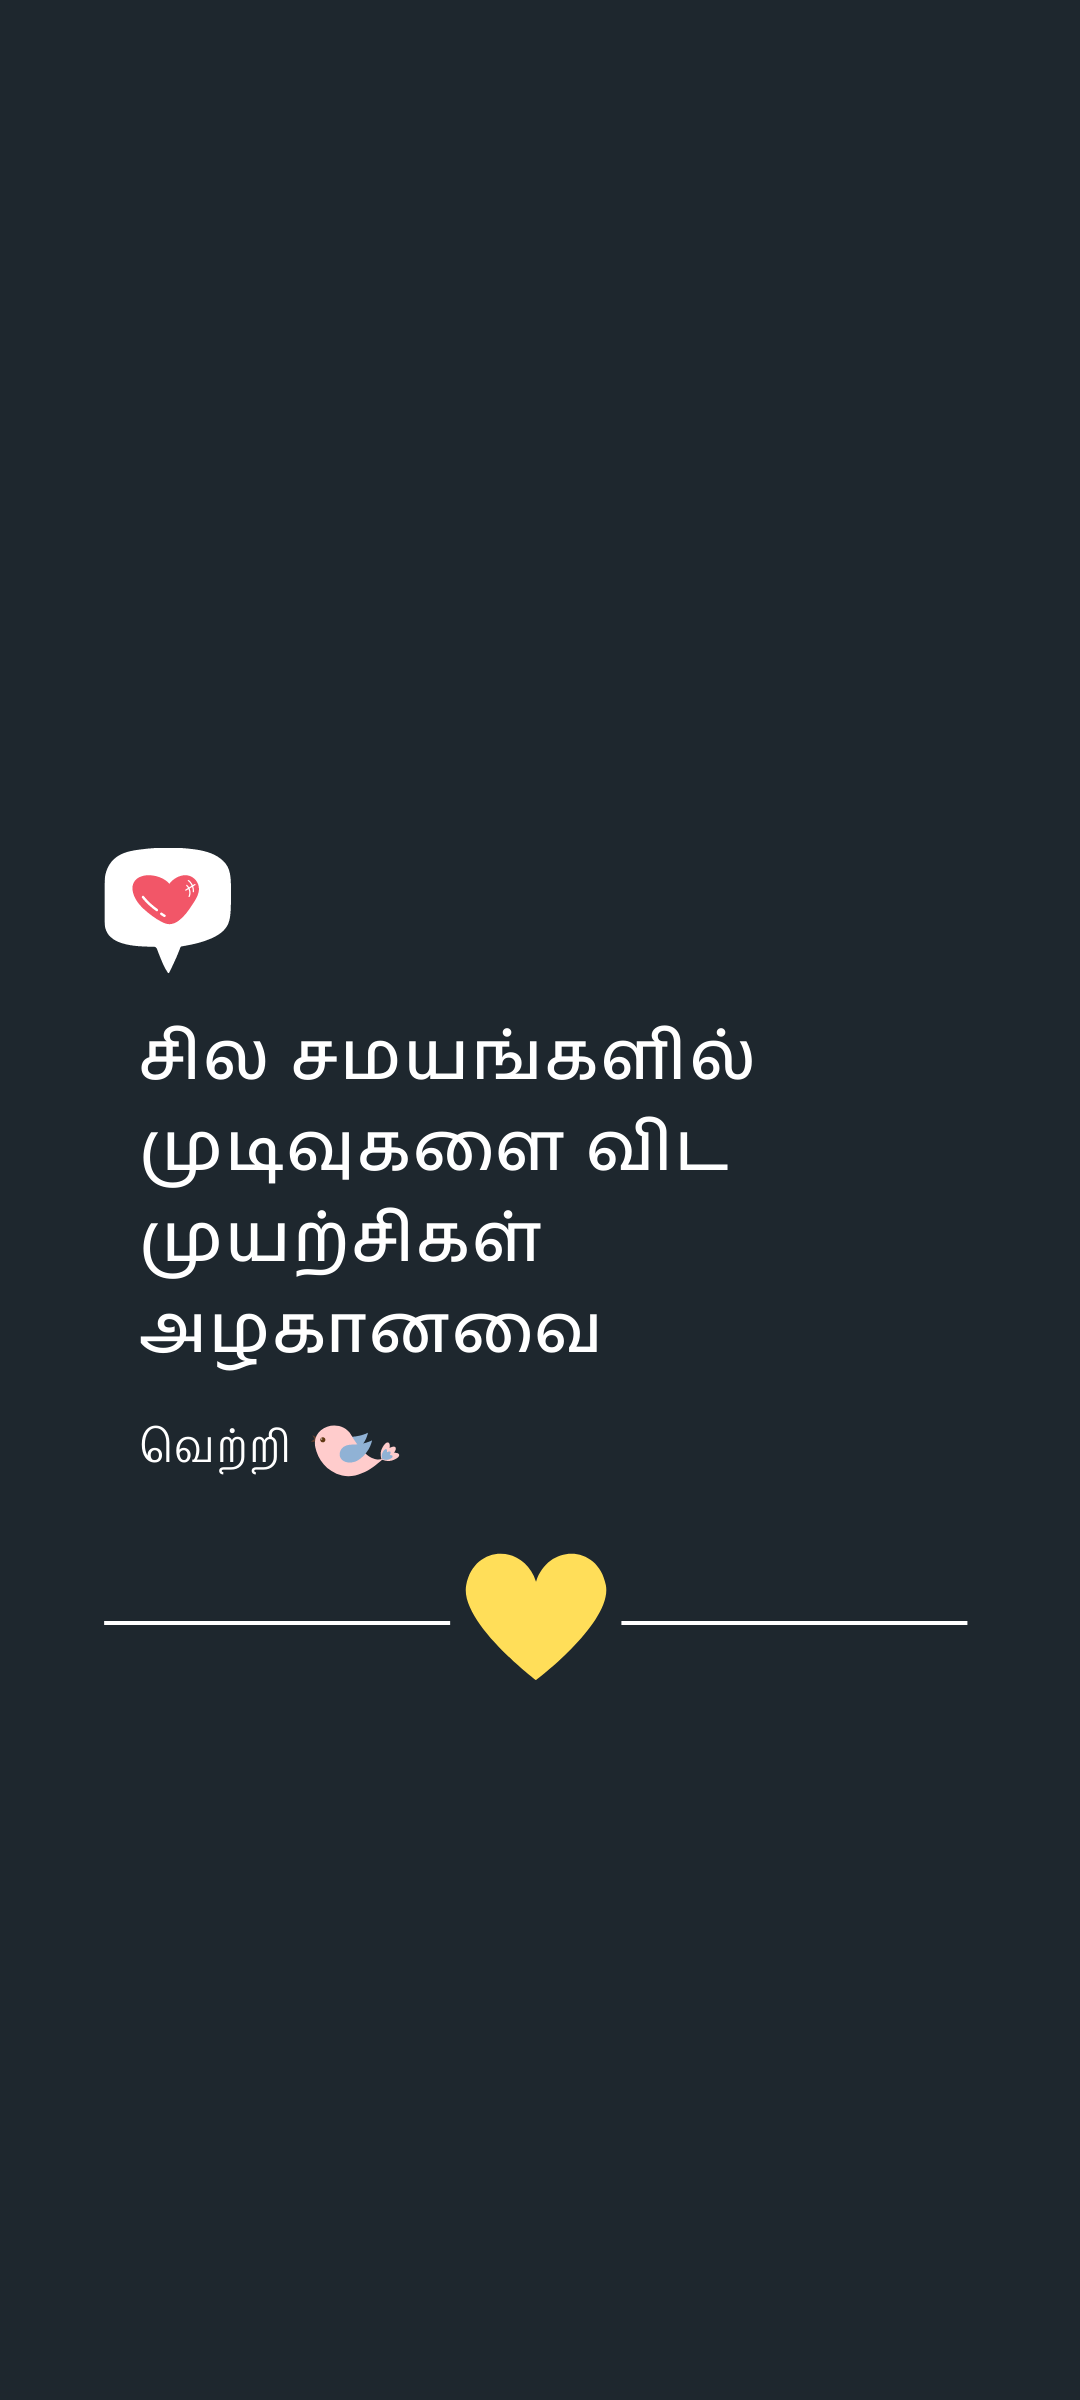 சில சமயங்களில்
முடிவுகளை விட
முயற்சிகள்
அழகானவை
வெற்றி